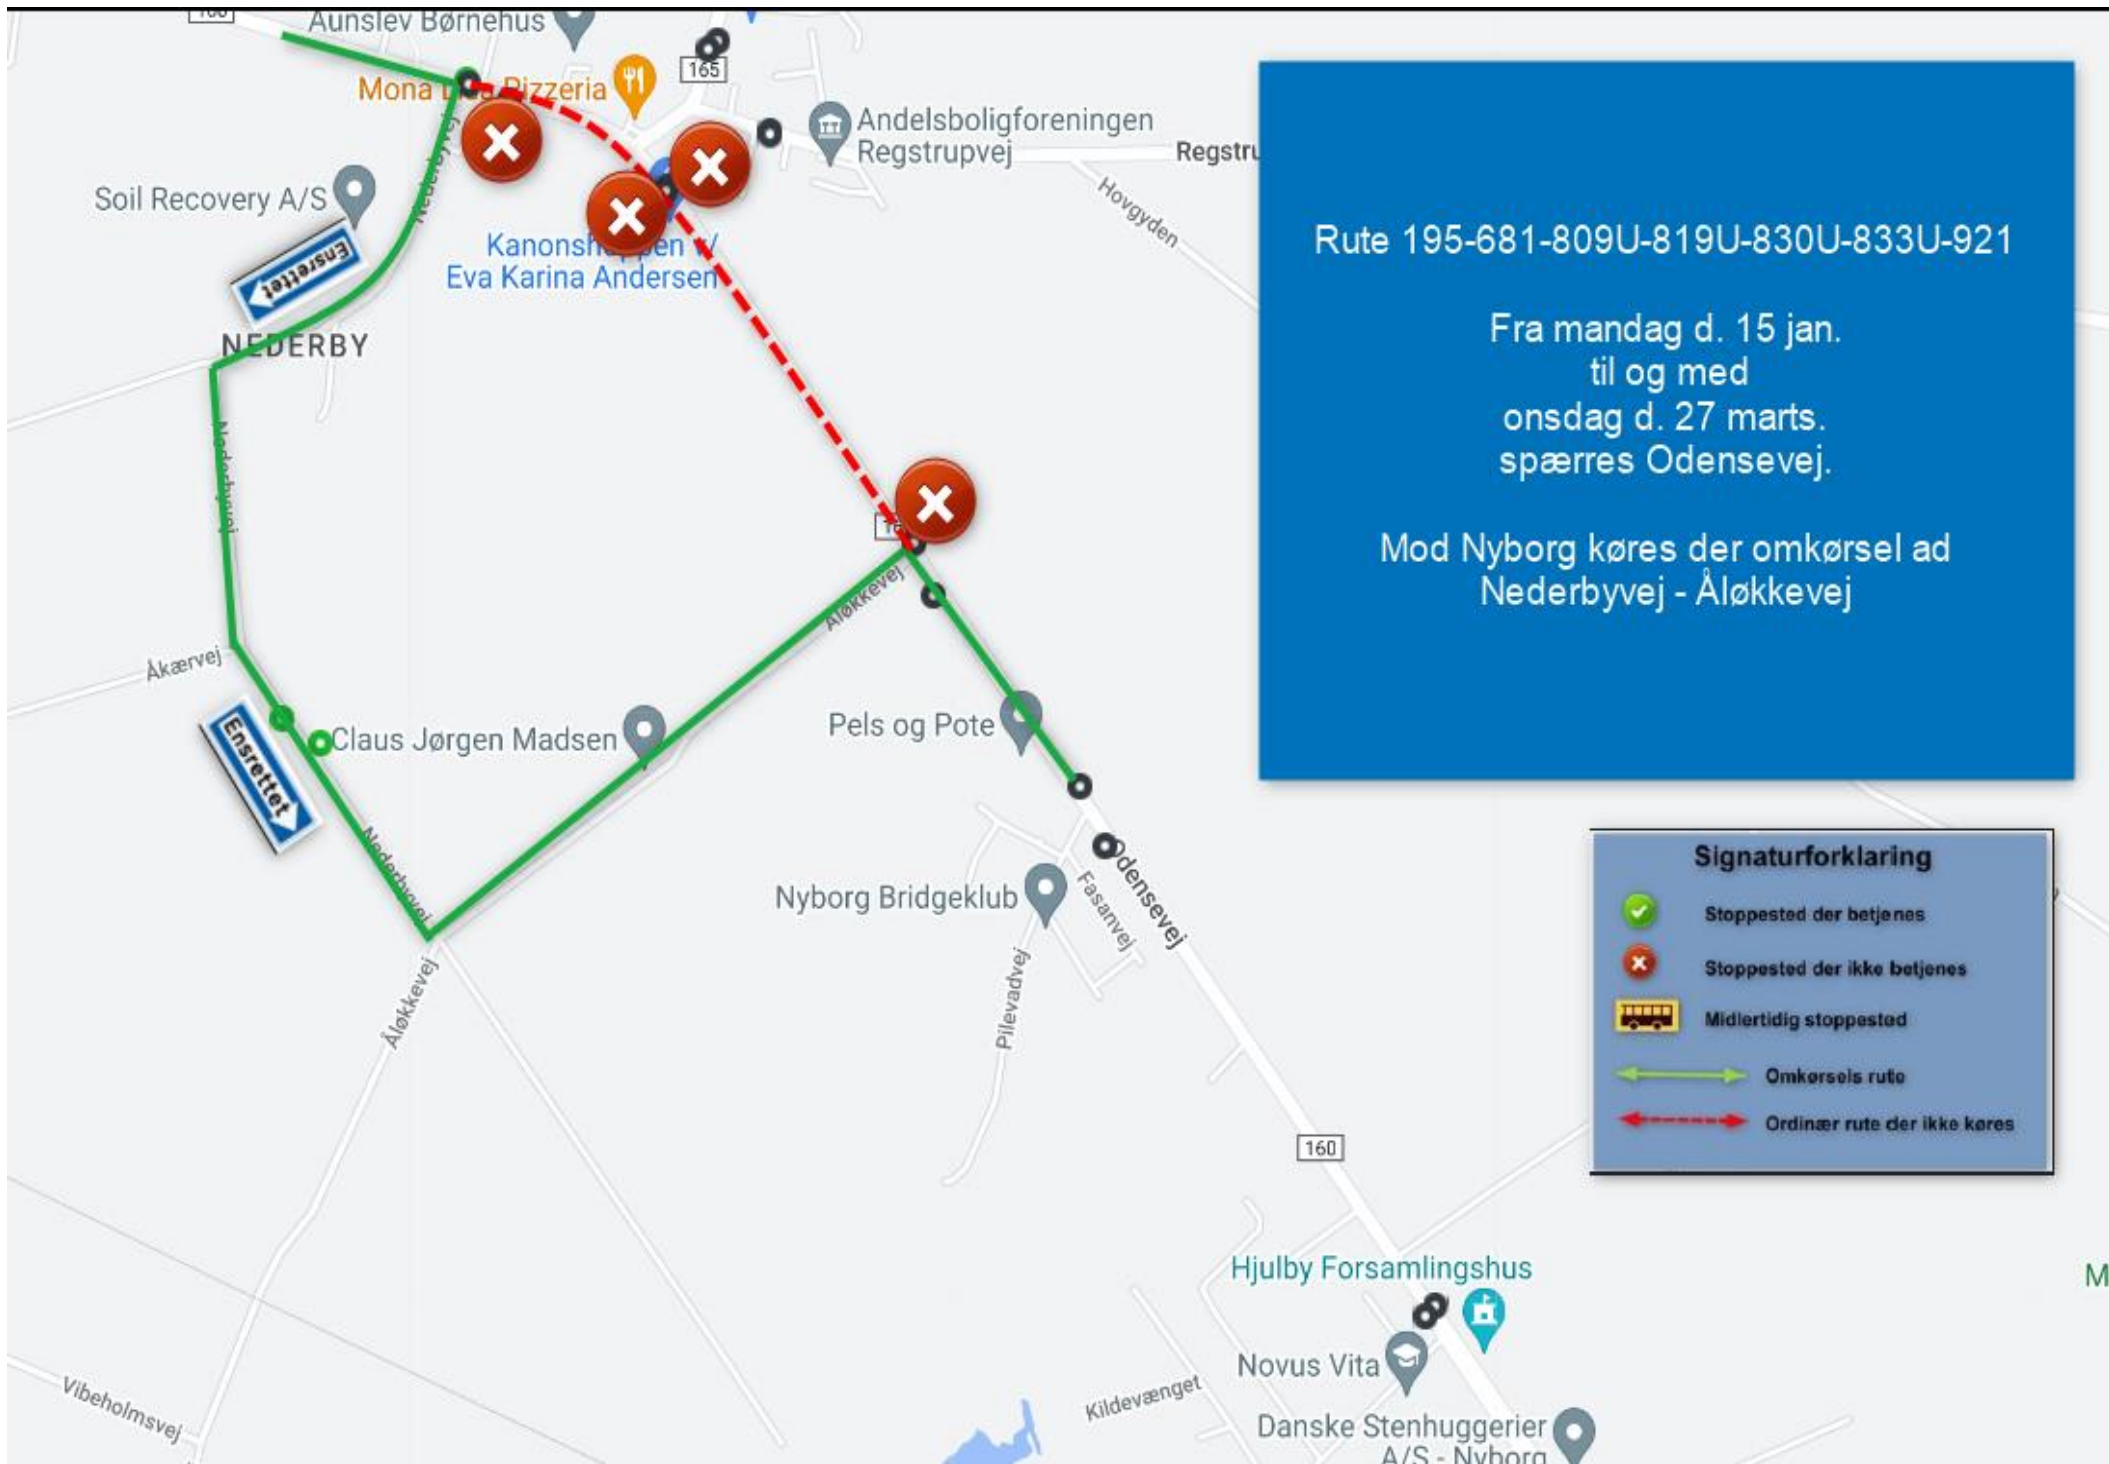 Aunslev Børnehus
165
Mona Pizzeria
Andelsboligforeningen
Regstrupvej
Hovgyden
Nederbyvej
Soil Recovery A/S
Ensrettet
Eva Karina Andersen
NEDERBY
Nederbyvej
Åløkkevej
Åkærvej
Ensrettet
Claus Jørgen Madsen
Pels og Pote
Nederbyvej
Odensevej
Nyborg Bridgeklub
Fasanvej
Pilevadvej
Åløkkevej
160
Hjulby Forsamlingshus
Novus Vita
Kildevænget
Vibeholmsvej
Danske Stenhuggerier
A/S - Nyborg
Rute 195-681-809U-819U-830U-833U-921
Fra mandag d. 15 jan.
til og med
onsdag d. 27 marts.
spærres Odensevej.
Mod Nyborg køres der omkørsel ad
Nederbyvej - Åløkkevej
Signaturforklaring
Stoppested der betjenes
Stoppested der ikke betjenes
Midlertidig stoppested
Omkørsels rute
Ordinær rute der ikke køres